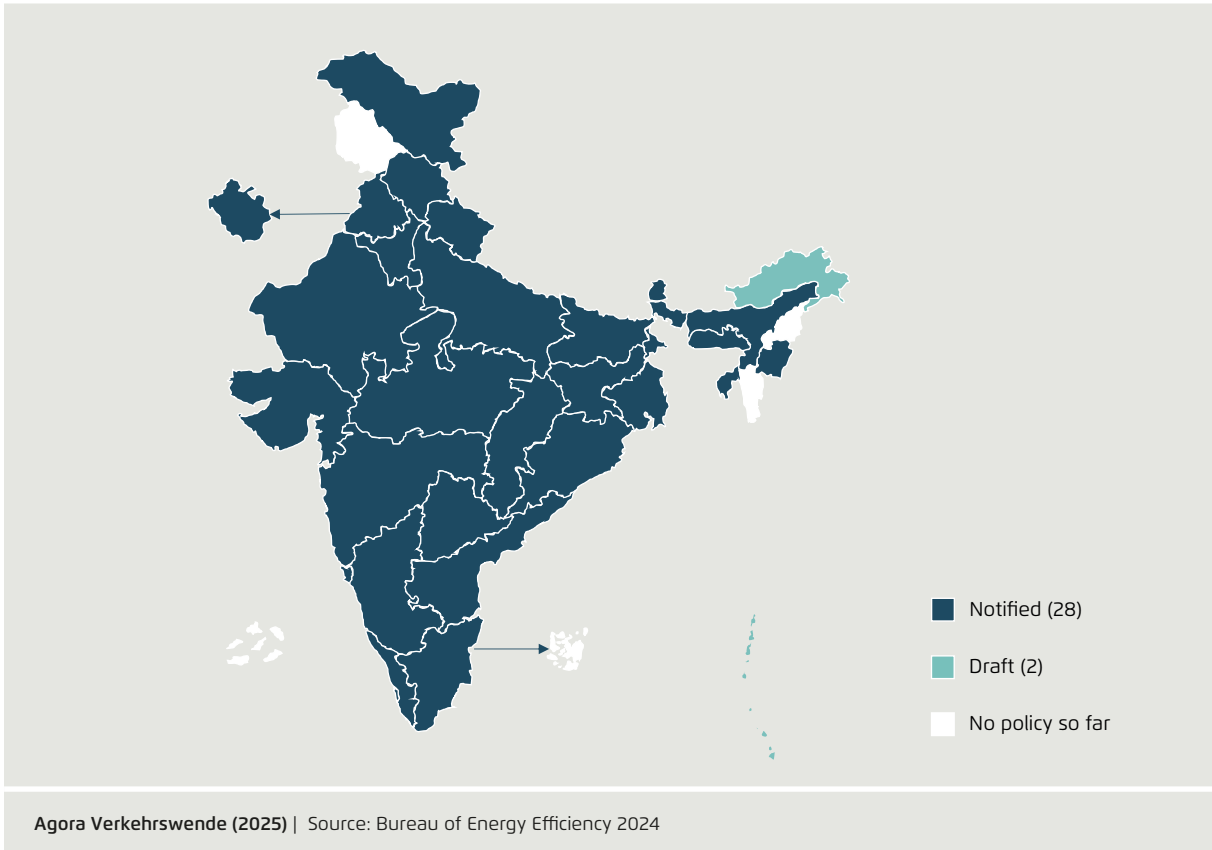 Notified (28)
Draft (2)
No policy so far
Agora Verkehrswende (2025) | Source: Bureau of Energy Efficiency 2024